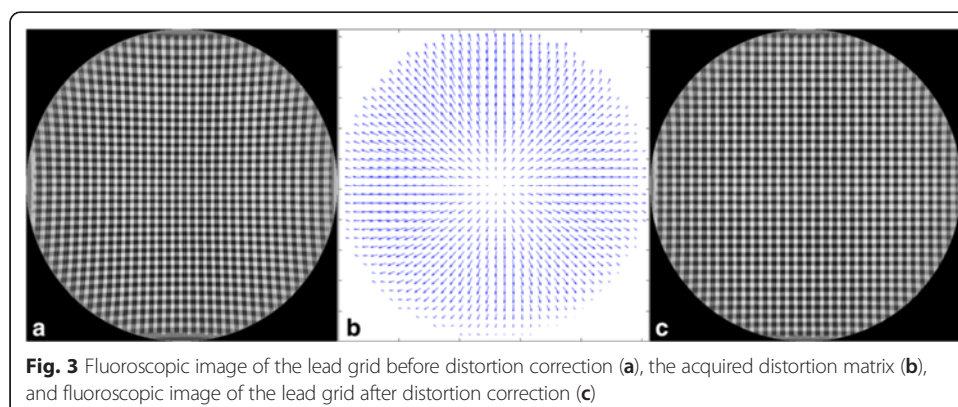 a
b
c
Fig. 3 Fluoroscopic image of the lead grid before distortion correction (a), the acquired distortion matrix (b),
and fluoroscopic image of the lead grid after distortion correction (c)